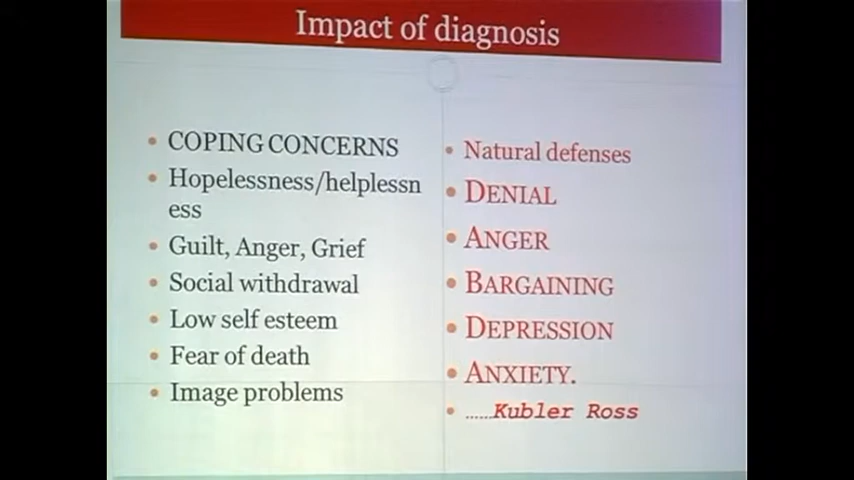 Impact of diagnosis
• COPING CONCERNS
• Hopelessness/helplessn
ess
• Guilt, Anger, Grief
• Social withdrawal
• Low self esteem
• Fear of death
• Image problems
• Natural defenses
• DENIAL
• ANGER
• BARGAINING
• DEPRESSION
• ANXIETY.
• ......Kubler Ross